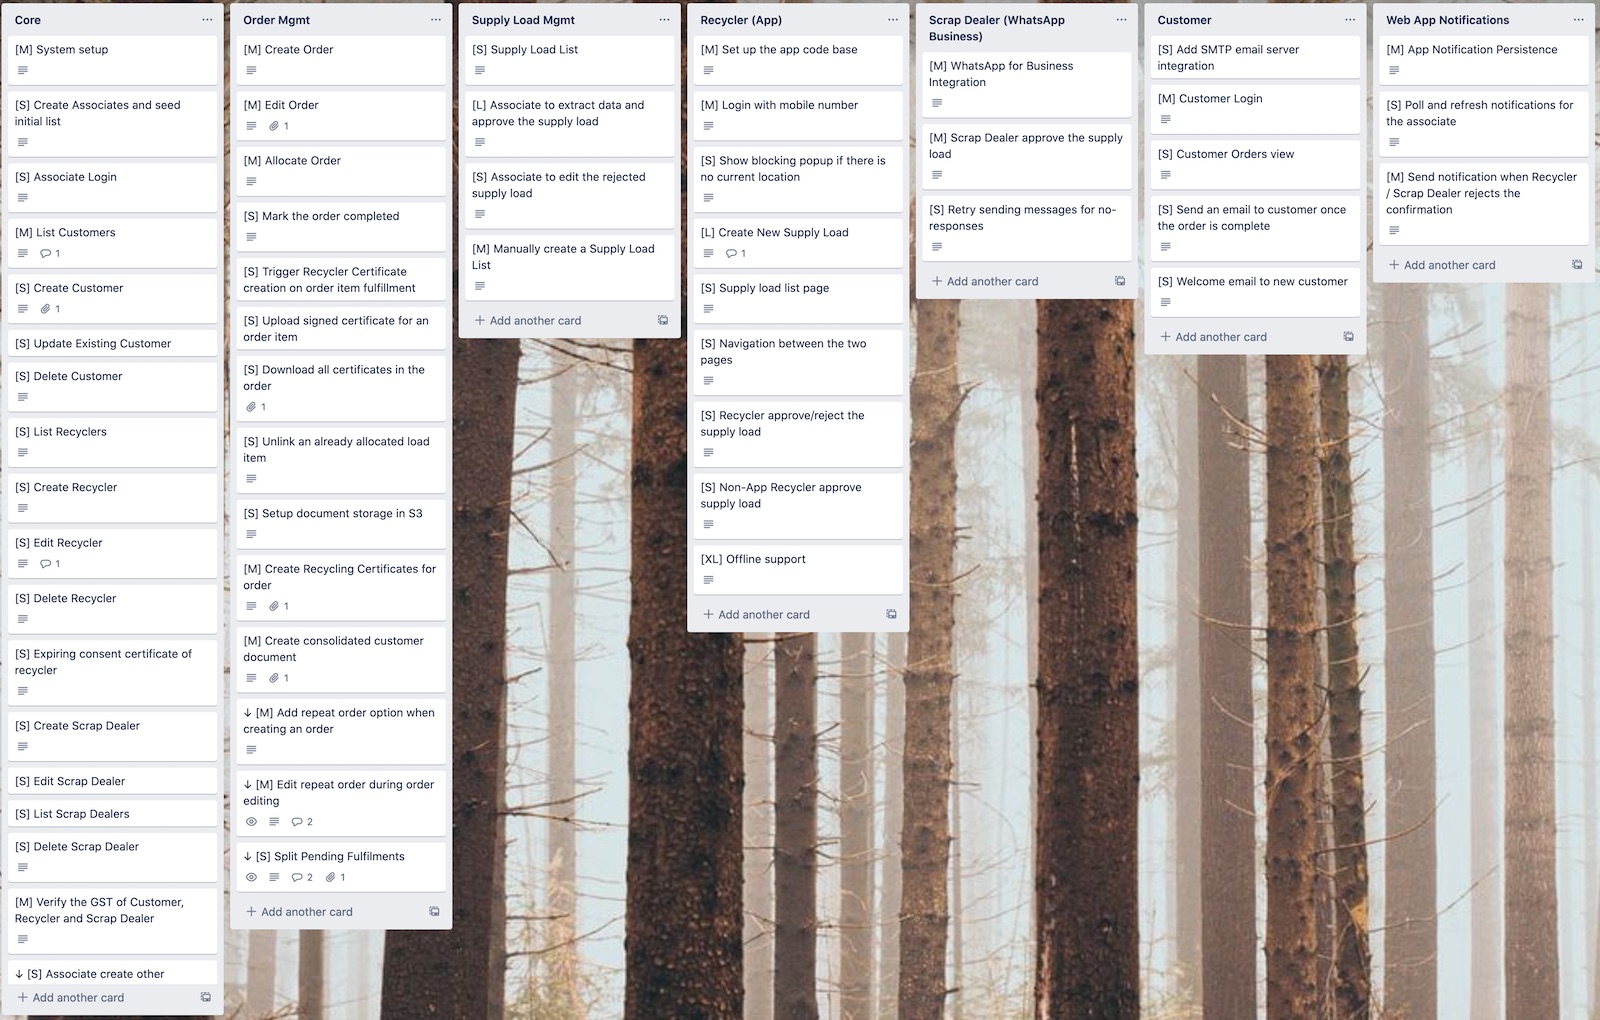 Core
[M] System setup
[S] Create Associates and seed
initial list
[S] Associate Login
[M] List Customers
1
[S] Create Customer
1
[S] Update Existing Customer
[S] Delete Customer
[S] List Recyclers
[S] Create Recycler
[S] Edit Recycler
1
[S] Delete Recycler
[S] Expiring consent certificate of
recycler
[S] Create Scrap Dealer
[S] Edit Scrap Dealer
[S] List Scrap Dealers
[S] Delete Scrap Dealer
[M] Verify the GST of Customer,
Recycler and Scrap Dealer
↓ [S] Associate create other
+ Add another card
Order Mgmt
[M] Create Order
[M] Edit Order
1
[M] Allocate Order
[S] Mark the order completed
[S] Trigger Recycler Certificate
creation on order item fulfillment
[S] Upload signed certificate for an
order item
[S] Download all certificates in the
order
1
[S] Unlink an already allocated load
item
[S] Setup document storage in S3
[M] Create Recycling Certificates for
order
1
[M] Create consolidated customer
document
1
↓ [M] Add repeat order option when
creating an order
↓ [M] Edit repeat order during order
editing
2
↓ [S] Split Pending Fulfilments
2 1
+ Add another card
Supply Load Mgmt
[S] Supply Load List
[L] Associate to extract data and
approve the supply load
[S] Associate to edit the rejected
supply load
[M] Manually create a Supply Load
List
+ Add another card
Recycler (App)
[M] Set up the app code base
[M] Login with mobile number
[S] Show blocking popup if there is
no current location
[L] Create New Supply Load
1
[S] Supply load list page
[S] Navigation between the two
pages
[S] Recycler approve/reject the
supply load
[S] Non-App Recycler approve
supply load
[XL] Offline support
+ Add another card
Scrap Dealer (WhatsApp
Business)
[M] WhatsApp for Business
Integration
[M] Scrap Dealer approve the supply
load
[S] Retry sending messages for no-
responses
+ Add another card
Customer
[S] Add SMTP email server
integration
[M] Customer Login
[S] Customer Orders view
[S] Send an email to customer once
the order is complete
[S] Welcome email to new customer
+ Add another card
Web App Notifications
[M] App Notification Persistence
[S] Poll and refresh notifications for
the associate
[M] Send notification when Recycler
/ Scrap Dealer rejects the
confirmation
+ Add another card